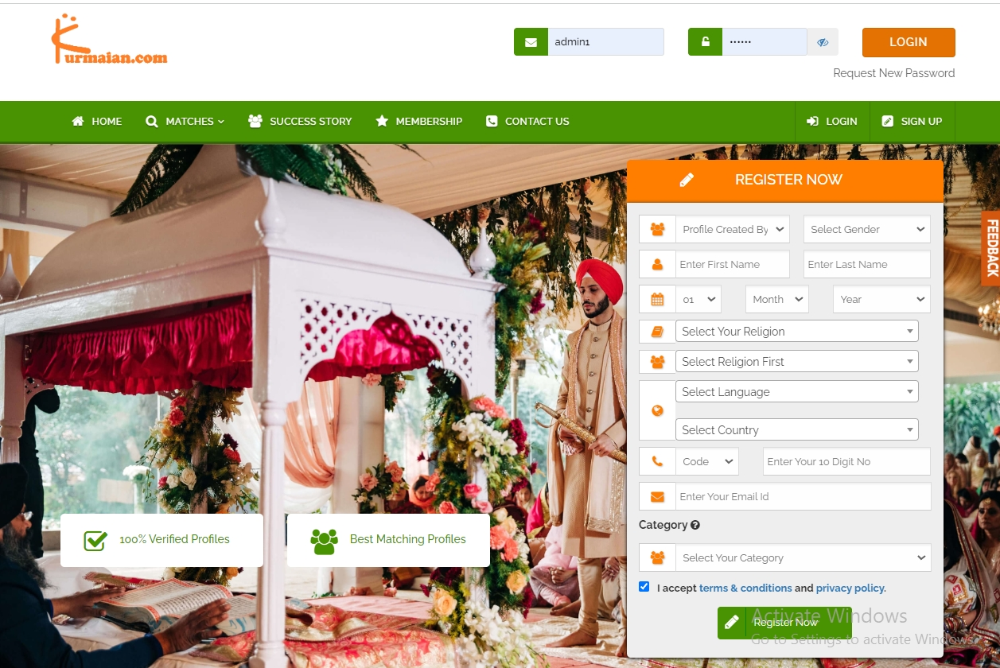 Kurmaian.com
admin1
••••••
LOGIN
Request New Password
HOME MATCHES SUCCESS STORY MEMBERSHIP CONTACT US LOGIN SIGN UP
REGISTER NOW
FEEDBACK
Profile Created By Select Gender
Enter First Name Enter Last Name
01 Month Year
Select Your Religion
Select Religion First
Select Language
Select Country
Code Enter Your 10 Digit No
Enter Your Email Id
Category
Select Your Category
I accept terms & conditions and privacy policy.
Register Now
100% Verified Profiles
Best Matching Profiles
Activate Windows
Go to Settings to activate Windows.